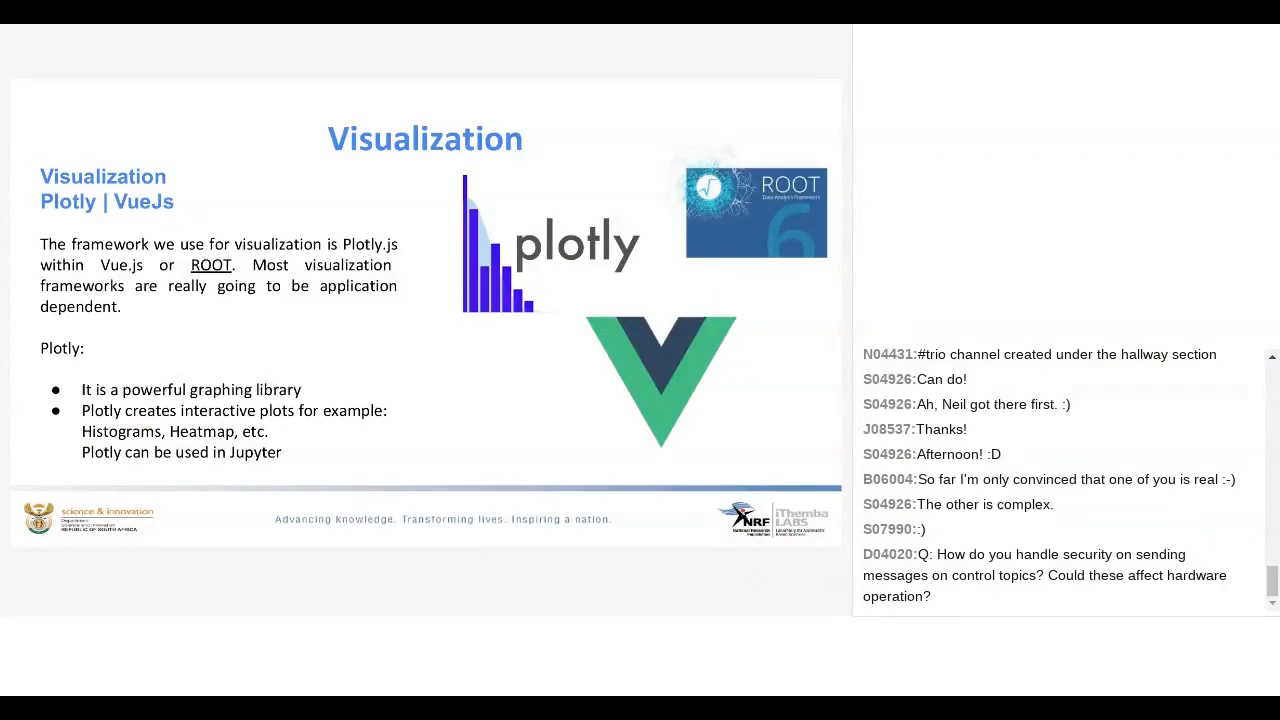 Visualization
Visualization
Plotly | VueJs
The framework we use for visualization is Plotly.js
within Vue.js or ROOT. Most visualization
frameworks are really going to be application
dependent.
Plotly:
● It is a powerful graphing library
● Plotly creates interactive plots for example:
Histograms, Heatmap, etc.
Plotly can be used in Jupyter
plotly
ROOT
Data Analysis Framework
6
science & innovation
Department:
Science and Innovation
REPUBLIC OF SOUTH AFRICA
Advancing knowledge. Transforming lives. Inspiring a nation.
NRF
National Research
Foundation
iThemba
LABS
Laboratory for Accelerator
Based Sciences
N04431:#trio channel created under the hallway section
S04926:Can do!
S04926:Ah, Neil got there first. :)
J08537:Thanks!
S04926:Afternoon! :D
B06004:So far I'm only convinced that one of you is real :-)
S04926:The other is complex.
S07990::)
D04020:Q: How do you handle security on sending
messages on control topics? Could these affect hardware
operation?